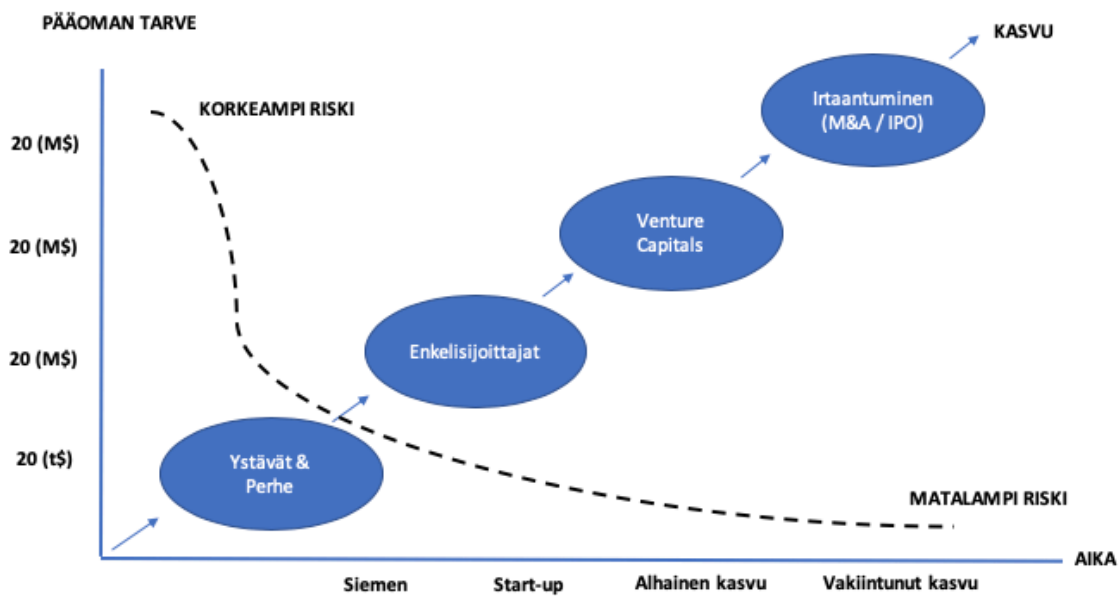 PÄÄOMAN TARVE
KASVU
KORKEAMPI RISKI
Irtaantuminen
(M&A / IPO)
20 (M$)
Venture
Capitals
20 (M$)
Enkelisijoittajat
20 (M$)
20 (t$)
Ystävät &
Perhe
MATALAMPI RISKI
AIKA
Siemen
Start-up
Alhainen kasvu
Vakiintunut kasvu